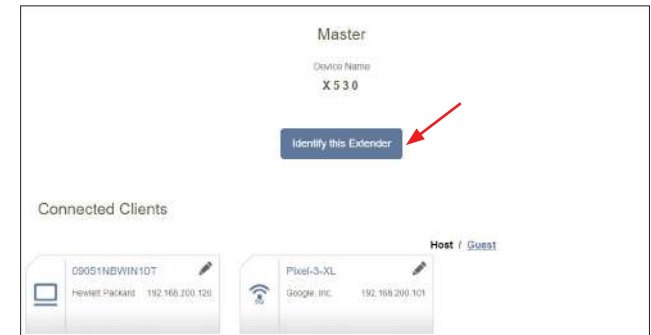 Master
Device Name
X530
Identify this Extender
Connected Clients
Host / Guest
09051NBWIN10T
Hewlett Packard 192.168.200.120
Pixel-3-XL
Google, Inc. 192.168.200.101